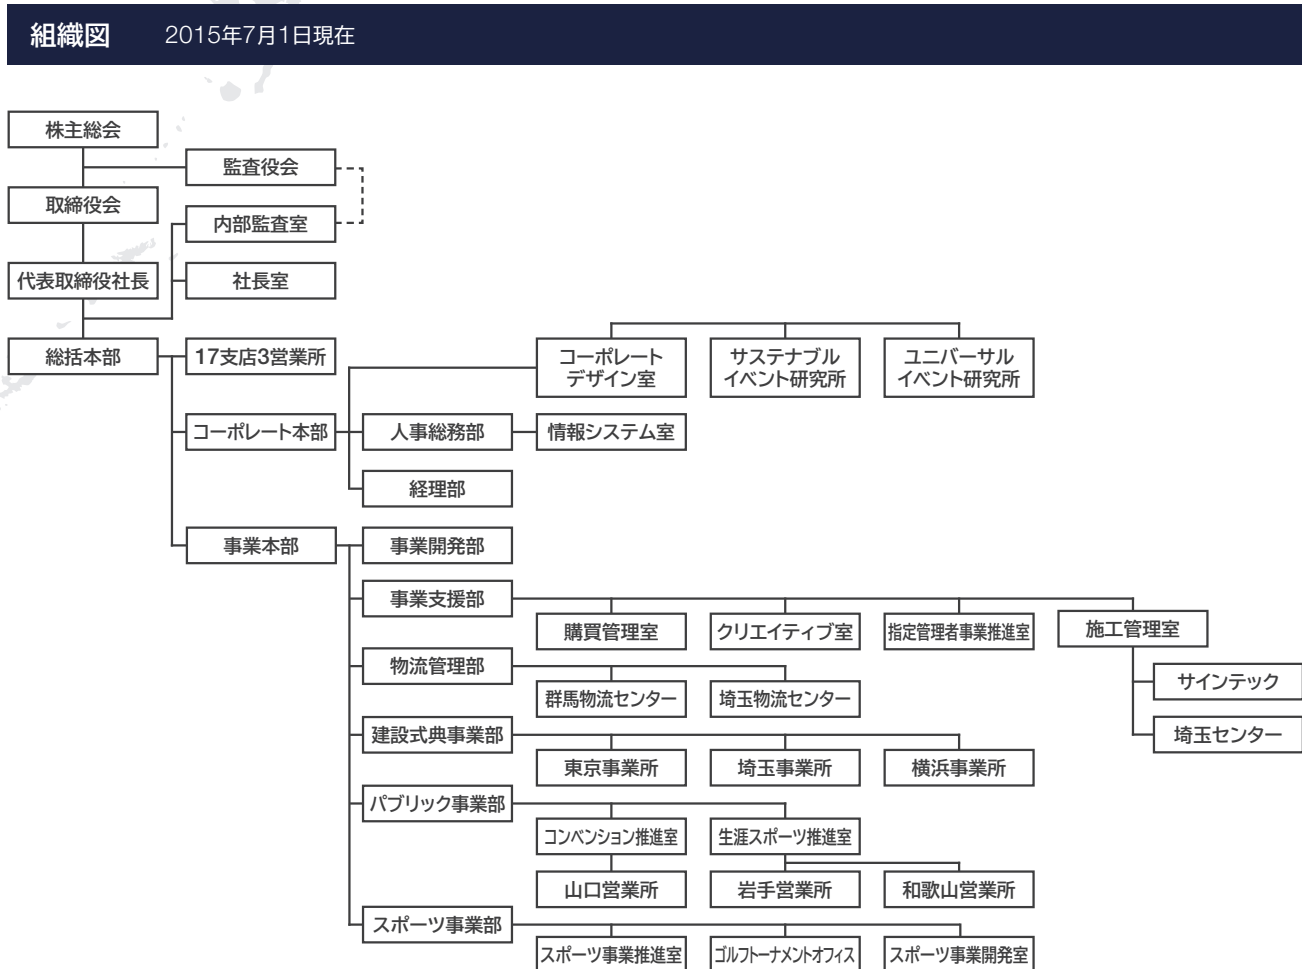 組織図 2015年7月1日現在
株主総会
監査役会
取締役会
内部監査室
代表取締役社長
社長室
総括本部
17支店3営業所
コーポレート
デザイン室
サステナブル
イベント研究所
ユニバーサル
イベント研究所
コーポレート本部
人事総務部
情報システム室
経理部
事業本部
事業開発部
事業支援部
購買管理室
クリエイティブ室
指定管理者事業推進室
施工管理室
サインテック
埼玉センター
物流管理部
群馬物流センター
埼玉物流センター
建設式典事業部
東京事業所
埼玉事業所
横浜事業所
パブリック事業部
コンベンション推進室
生涯スポーツ推進室
山口営業所
岩手営業所
和歌山営業所
スポーツ事業部
スポーツ事業推進室
ゴルフトーナメントオフィス
スポーツ事業開発室